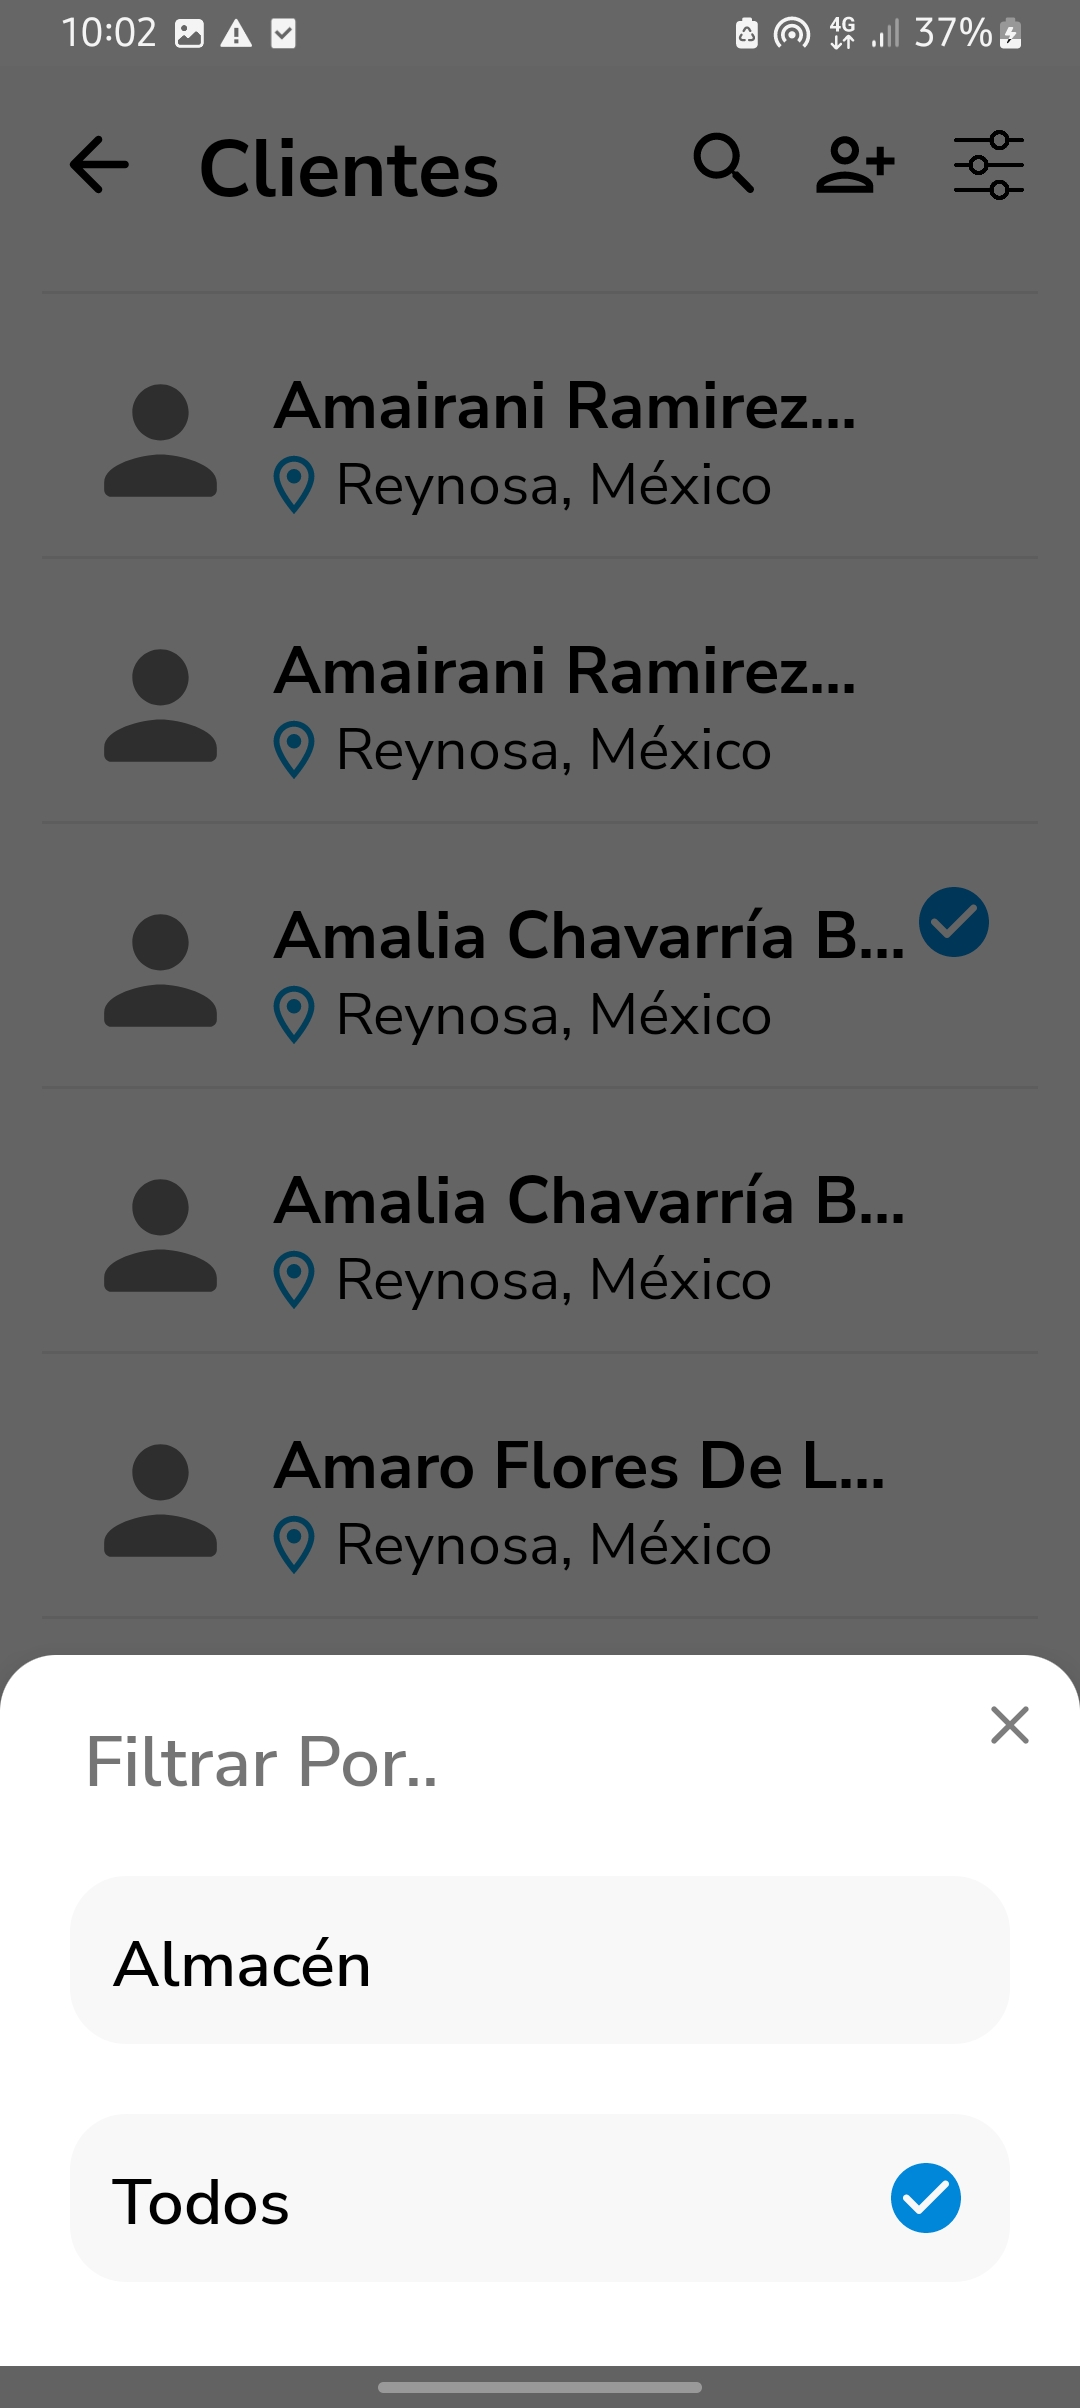 10:02
4G
37%
Clientes
Amairani Ramirez...
Reynosa, México
Amairani Ramirez...
Reynosa, México
Amalia Chavarría B...
Reynosa, México
Amalia Chavarría B...
Reynosa, México
Amaro Flores De L...
Reynosa, México
Filtrar Por..
Almacén
Todos